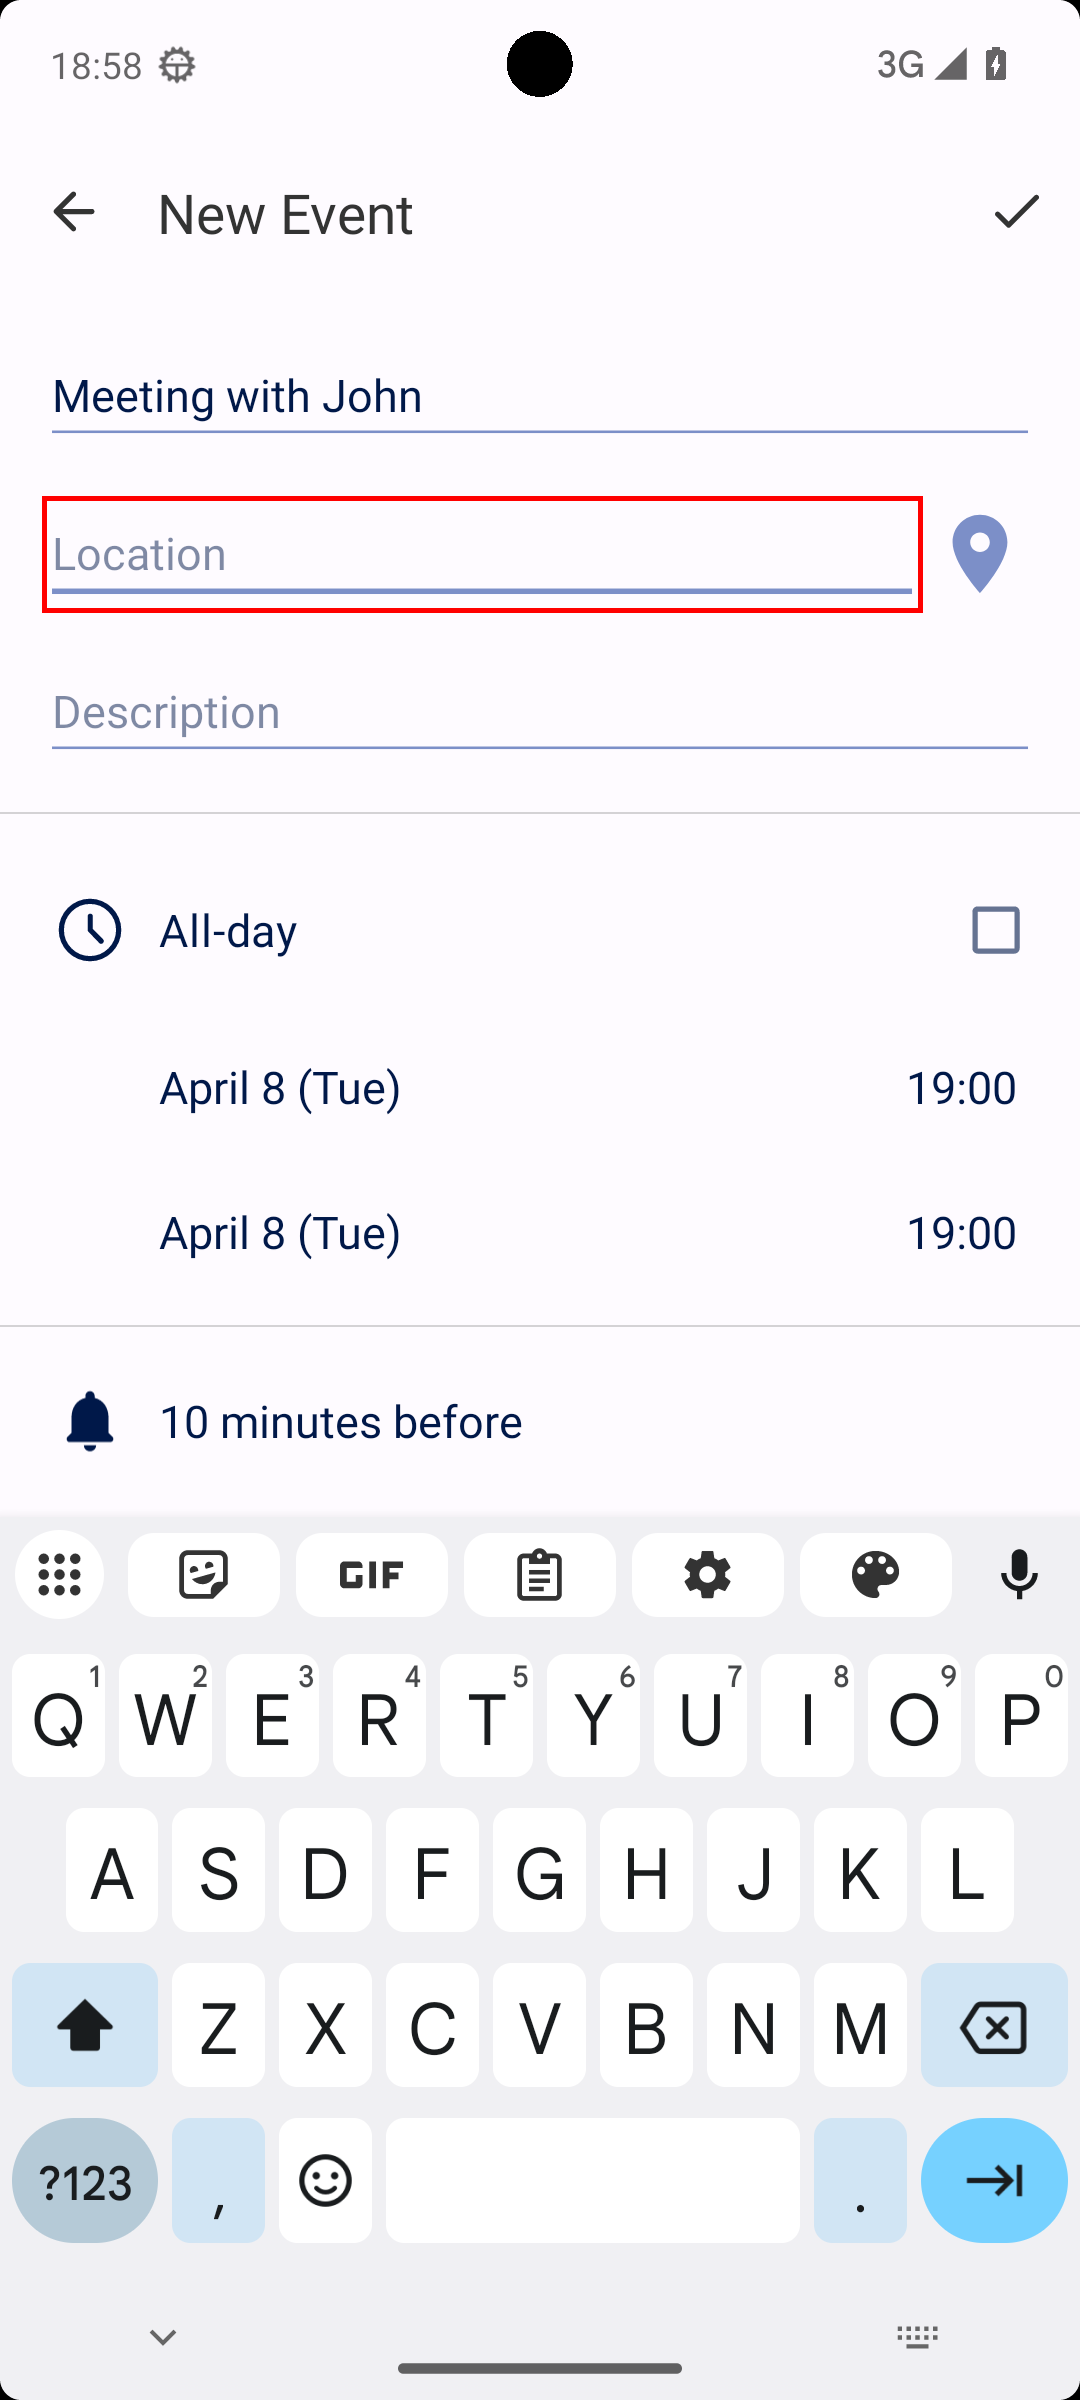 18:58 3G
New Event
Meeting with John
Location
Description
All-day
April 8 (Tue) 19:00
April 8 (Tue) 19:00
10 minutes before
GIF
Q1 W2 E3 R4 T5 Y6 U7 I8 O9 P0
A S D F G H J K L
Z X C V B N M
?123 , .